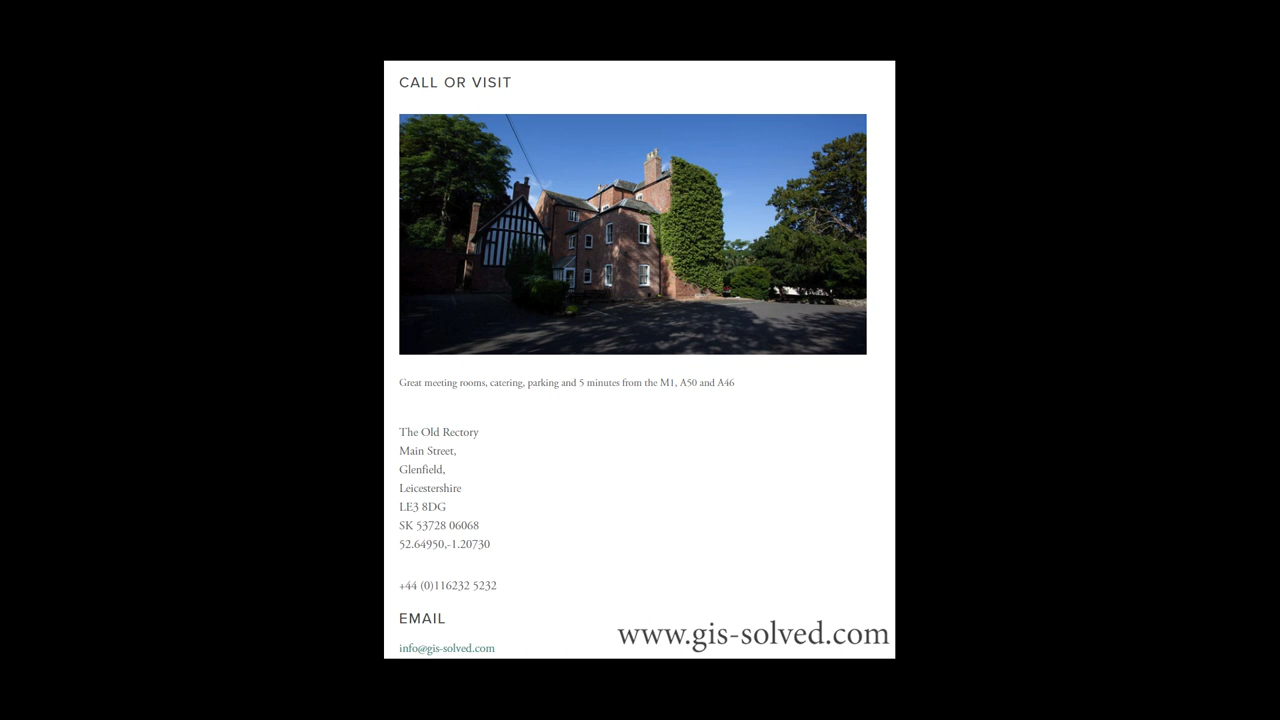 CALL OR VISIT
Great meeting rooms, catering, parking and 5 minutes from the M1, A50 and A46
The Old Rectory
Main Street,
Glenfield,
Leicestershire
LE3 8DG
SK 53728 06068
52.64950,-1.20730
+44 (0)116232 5232
EMAIL
info@gis-solved.com
www.gis-solved.com